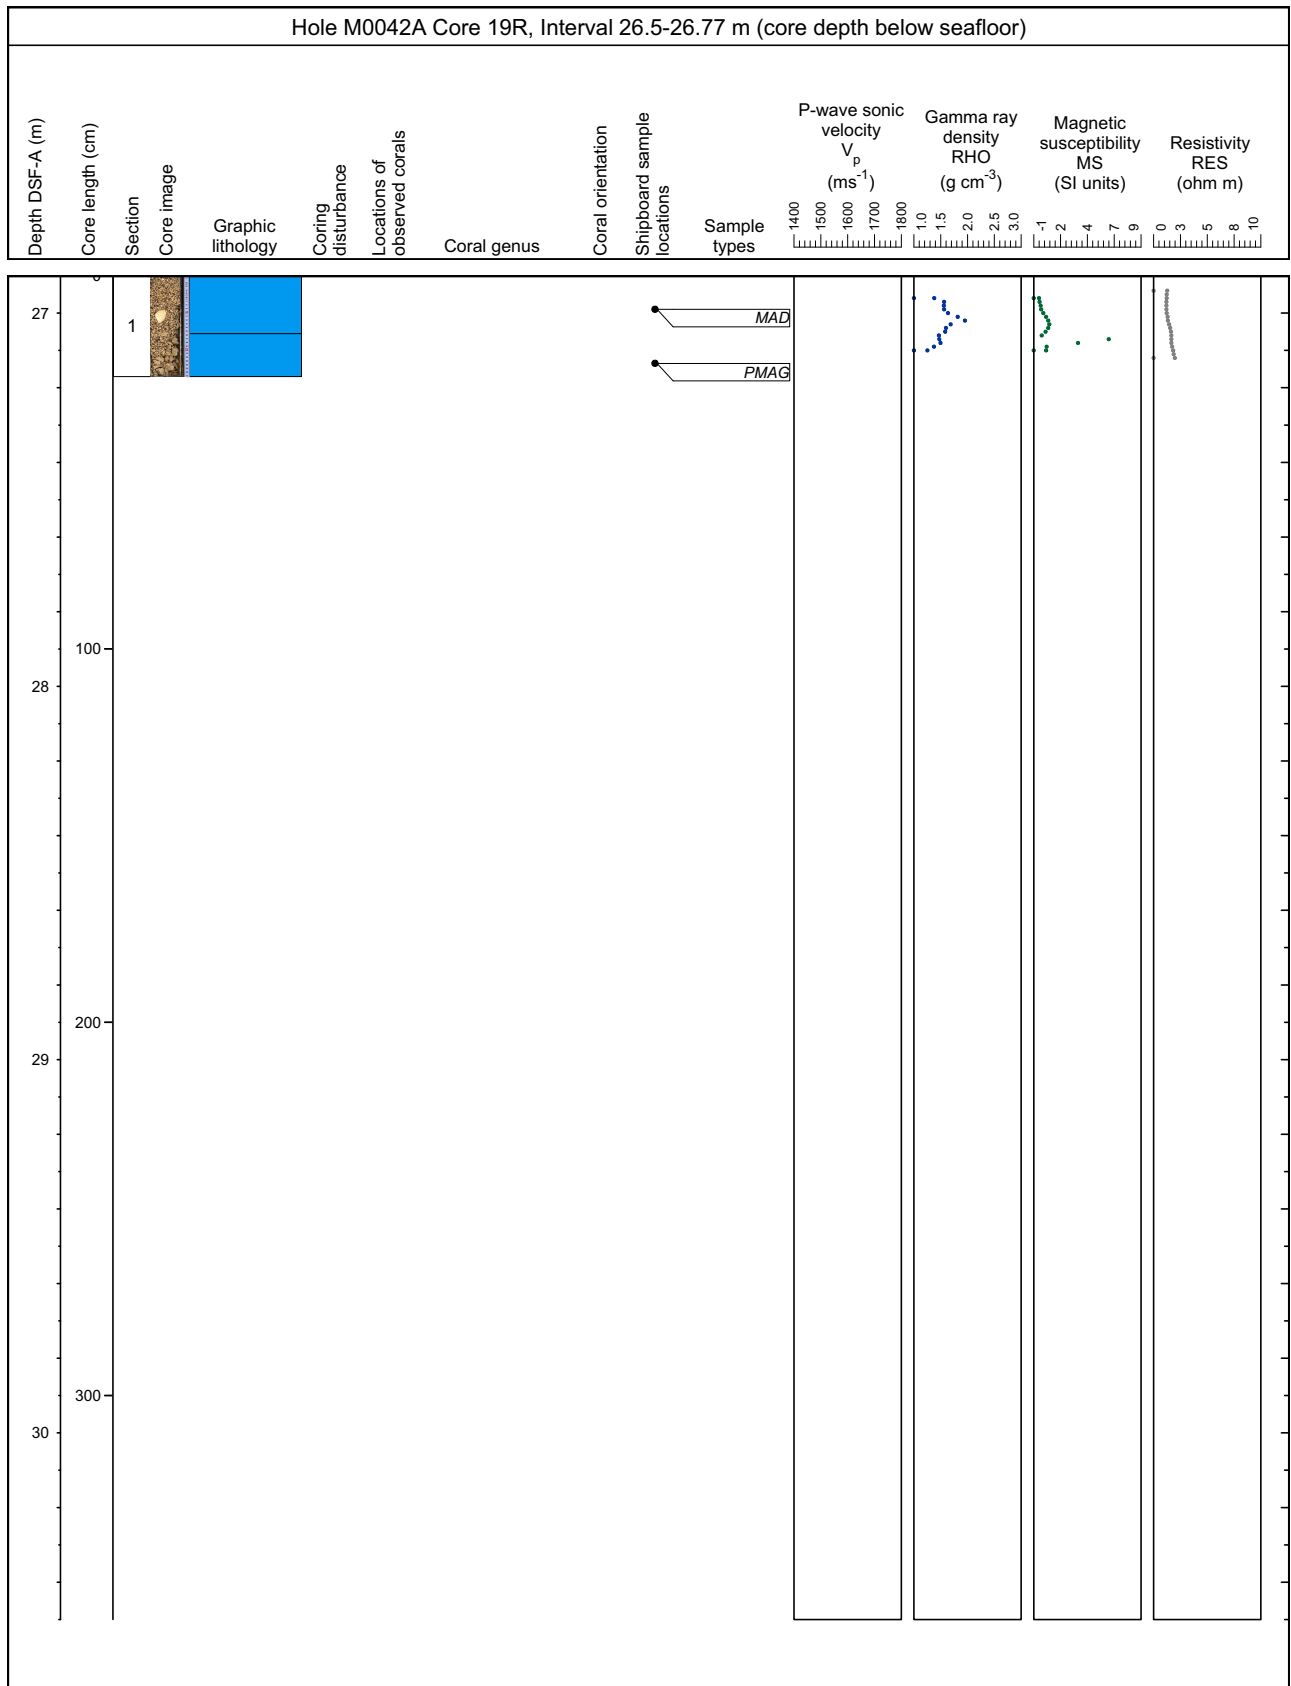 Hole M0042A Core 19R, Interval 26.5-26.77 m (core depth below seafloor)
Depth DSF-A (m)
Core length (cm)
Section
Core image
Graphic
lithology
Coring
disturbance
Locations of
observed corals
Coral genus
Coral orientation
Shipboard sample
locations
Sample
types
P-wave sonic
velocity
Vp
(ms-1)
1400 1500 1600 1700 1800
Gamma ray
density
RHO
(g cm-3)
1.0 1.5 2.0 2.5 3.0
Magnetic
susceptibility
MS
(SI units)
-1 2 4 7 9
Resistivity
RES
(ohm m)
0 3 5 8 10
0
27
1
MAD
PMAG
100
28
200
29
300
30